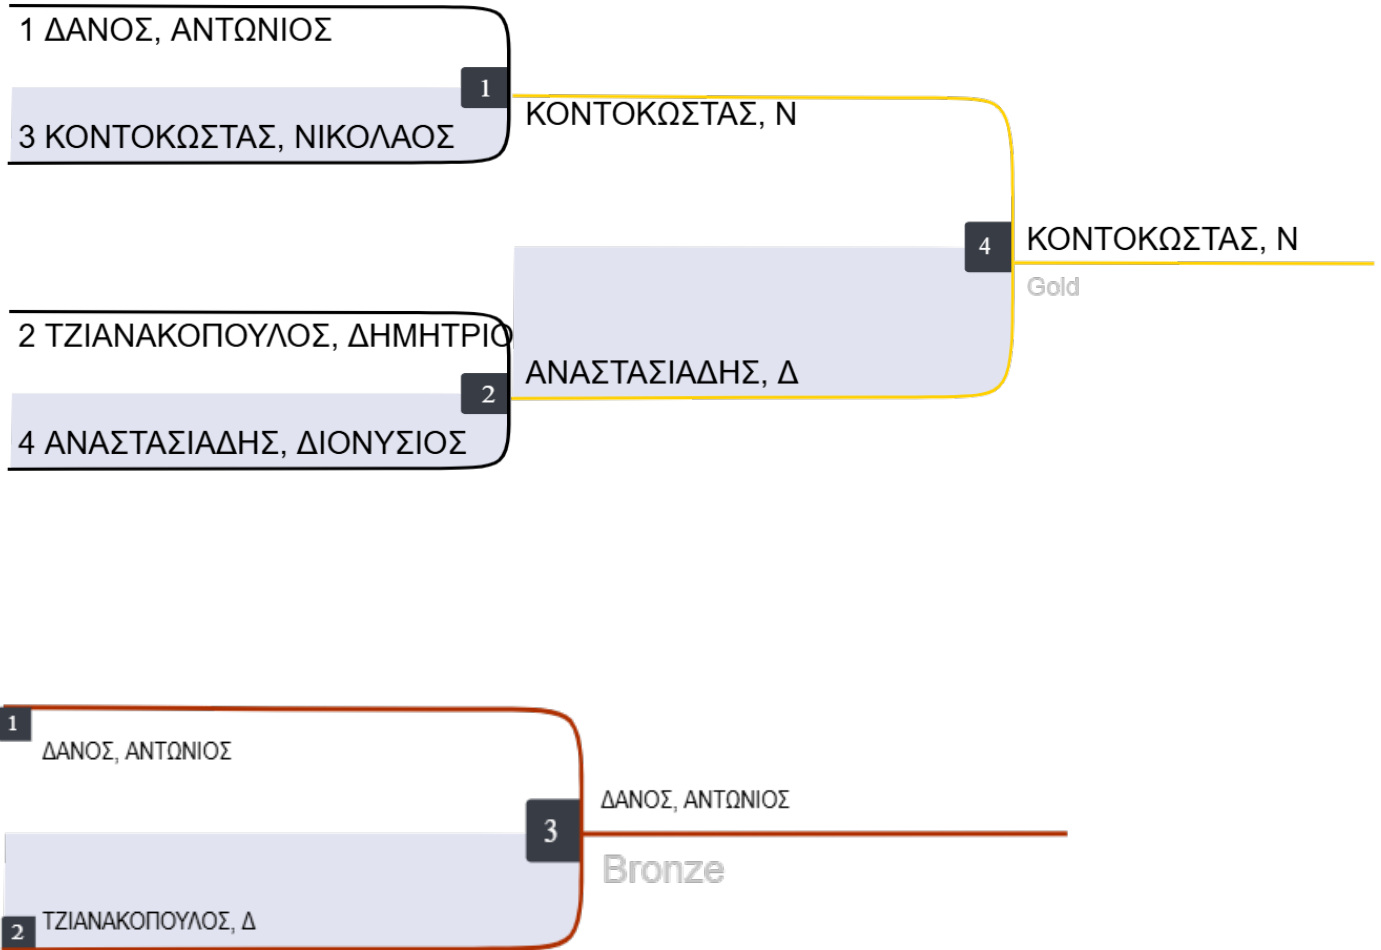 1 ΔΑΝΟΣ, ΑΝΤΩΝΙΟΣ
1
3 ΚΟΝΤΟΚΩΣΤΑΣ, ΝΙΚΟΛΑΟΣ
ΚΟΝΤΟΚΩΣΤΑΣ, Ν
4
ΚΟΝΤΟΚΩΣΤΑΣ, Ν
Gold
2 ΤΖΙΑΝΑΚΟΠΟΥΛΟΣ, ΔΗΜΗΤΡΙΟ
2
ΑΝΑΣΤΑΣΙΑΔΗΣ, Δ
4 ΑΝΑΣΤΑΣΙΑΔΗΣ, ΔΙΟΝΥΣΙΟΣ
1
ΔΑΝΟΣ, ΑΝΤΩΝΙΟΣ
3
ΔΑΝΟΣ, ΑΝΤΩΝΙΟΣ
Bronze
2
ΤΖΙΑΝΑΚΟΠΟΥΛΟΣ, Δ